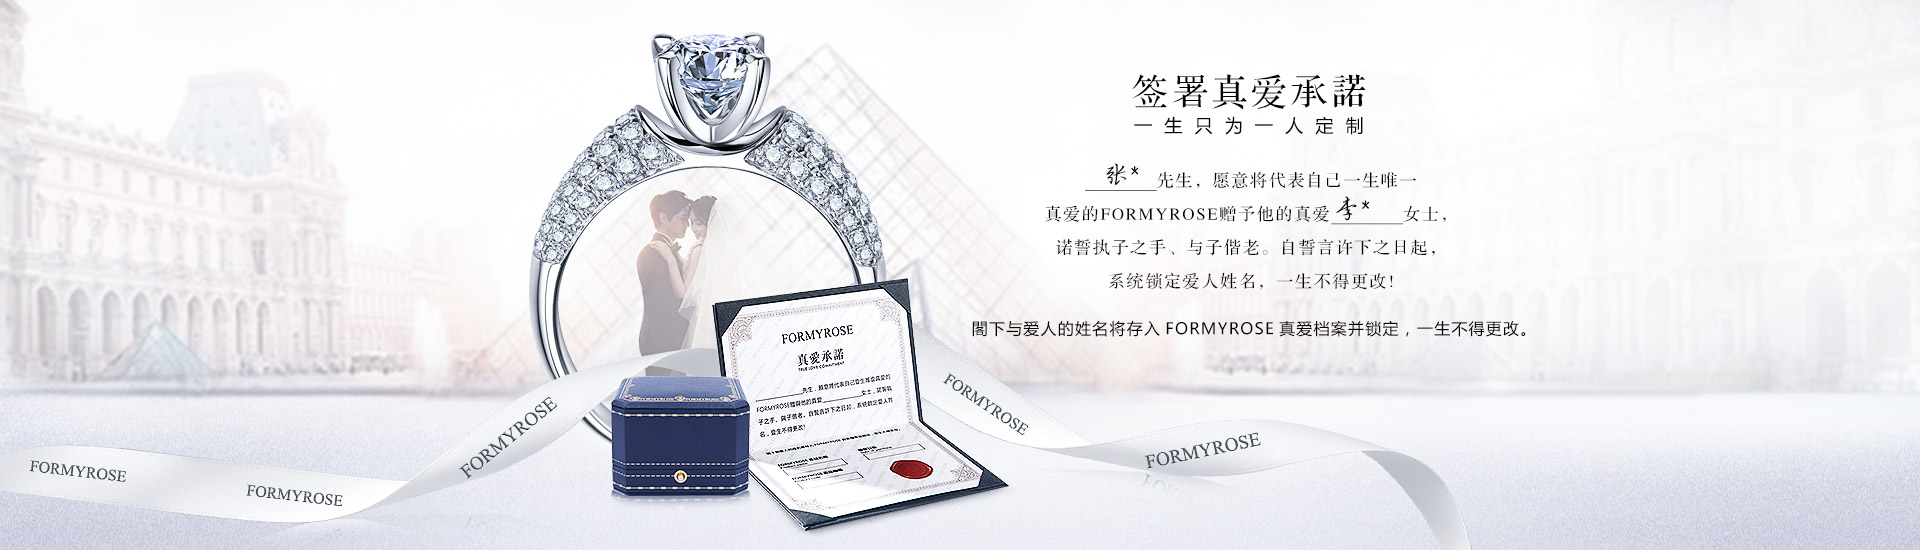 签署真爱承諾
一生只为一人定制
张*先生，愿意将代表自己一生唯一
真爱的FORMYROSE赠予他的真爱李*女士，
诺誓执子之手、与子偕老。自誓言许下之日起，
系统锁定爱人姓名，一生不得更改!
閣下与爱人的姓名将存入 FORMYROSE 真爱档案并锁定，一生不得更改。
FORMYROSE
真愛承諾
TRUE LOVE COMMITMENT
FORMYROSE
FORMYROSE
FORMYROSE
FORMYROSE
FORMYROSE